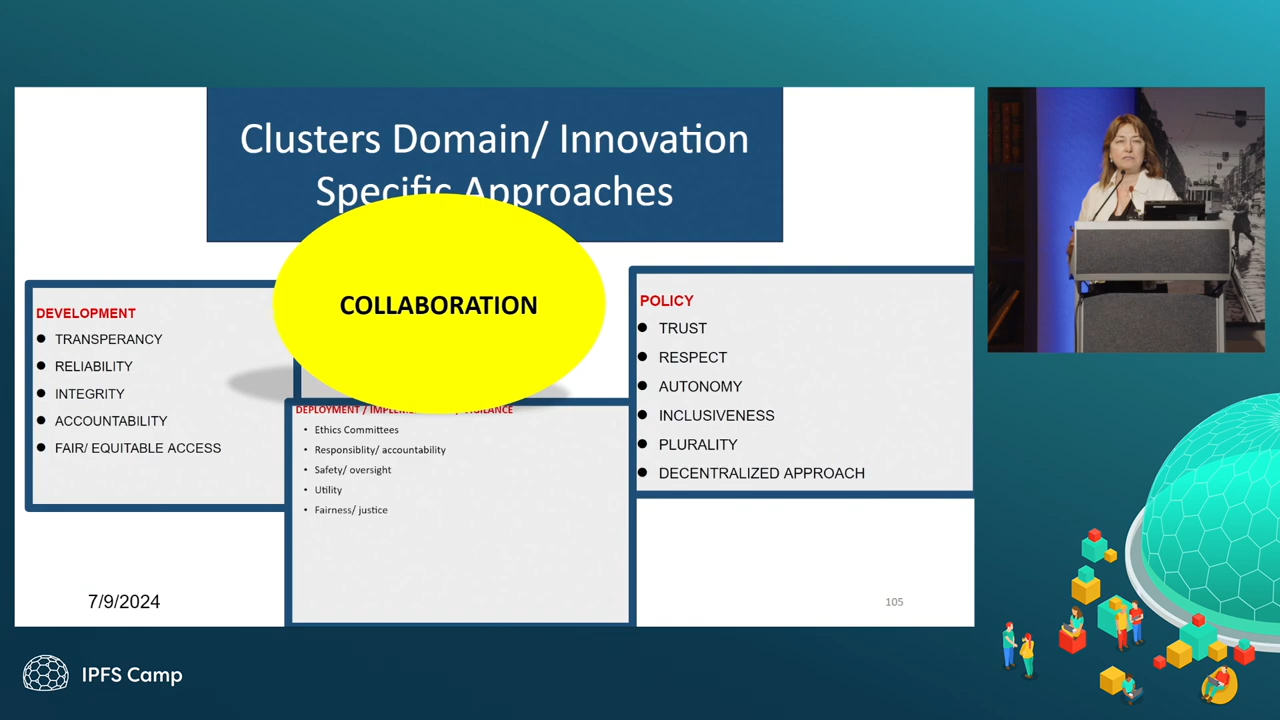 Clusters Domain/ Innovation
Specific Approaches
COLLABORATION
DEVELOPMENT
TRANSPERANCY
RELIABILITY
INTEGRITY
ACCOUNTABILITY
FAIR/ EQUITABLE ACCESS
DEPLOYMENT /
Ethics Committees
Responsiblity/ accountability
Safety/ oversight
Utility
Fairness/ justice
POLICY
TRUST
RESPECT
AUTONOMY
INCLUSIVENESS
PLURALITY
DECENTRALIZED APPROACH
7/9/2024
105
IPFS Camp